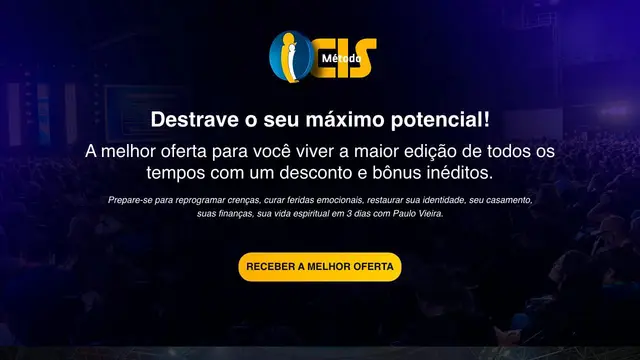 Método
CIS
Destrave o seu máximo potencial!
A melhor oferta para você viver a maior edição de todos os
tempos com um desconto e bônus inéditos.
Prepare-se para reprogramar crenças, curar feridas emocionais, restaurar sua identidade, seu casamento,
suas finanças, sua vida espiritual em 3 dias com Paulo Vieira.
RECEBER A MELHOR OFERTA